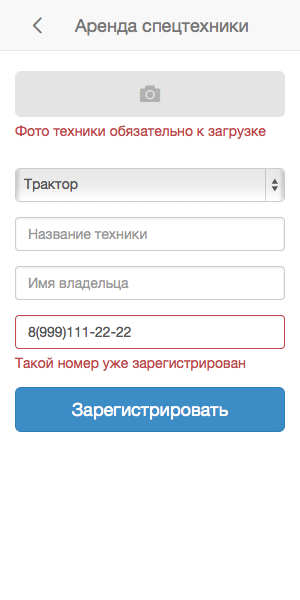 Аренда спецтехники
Фото техники обязательно к загрузке
Трактор
Название техники
Имя владельца
8(999)111-22-22
Такой номер уже зарегистрирован
Зарегистрировать